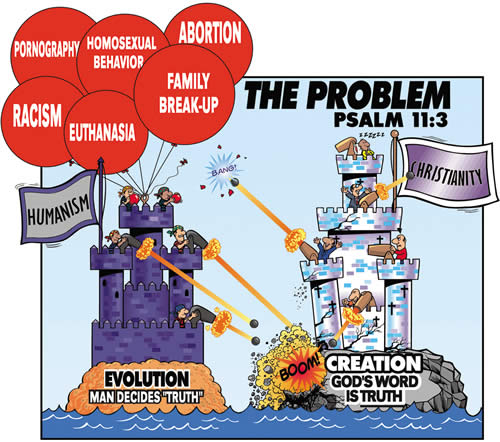 PORNOGRAPHY
HOMOSEXUAL
BEHAVIOR
ABORTION
RACISM
EUTHANASIA
FAMILY
BREAK-UP
THE PROBLEM
PSALM 11:3
zzzzzz
BANG!
HUMANISM
CHRISTIANITY
BOOM!
EVOLUTION
MAN DECIDES "TRUTH"
CREATION
GOD'S WORD
IS TRUTH